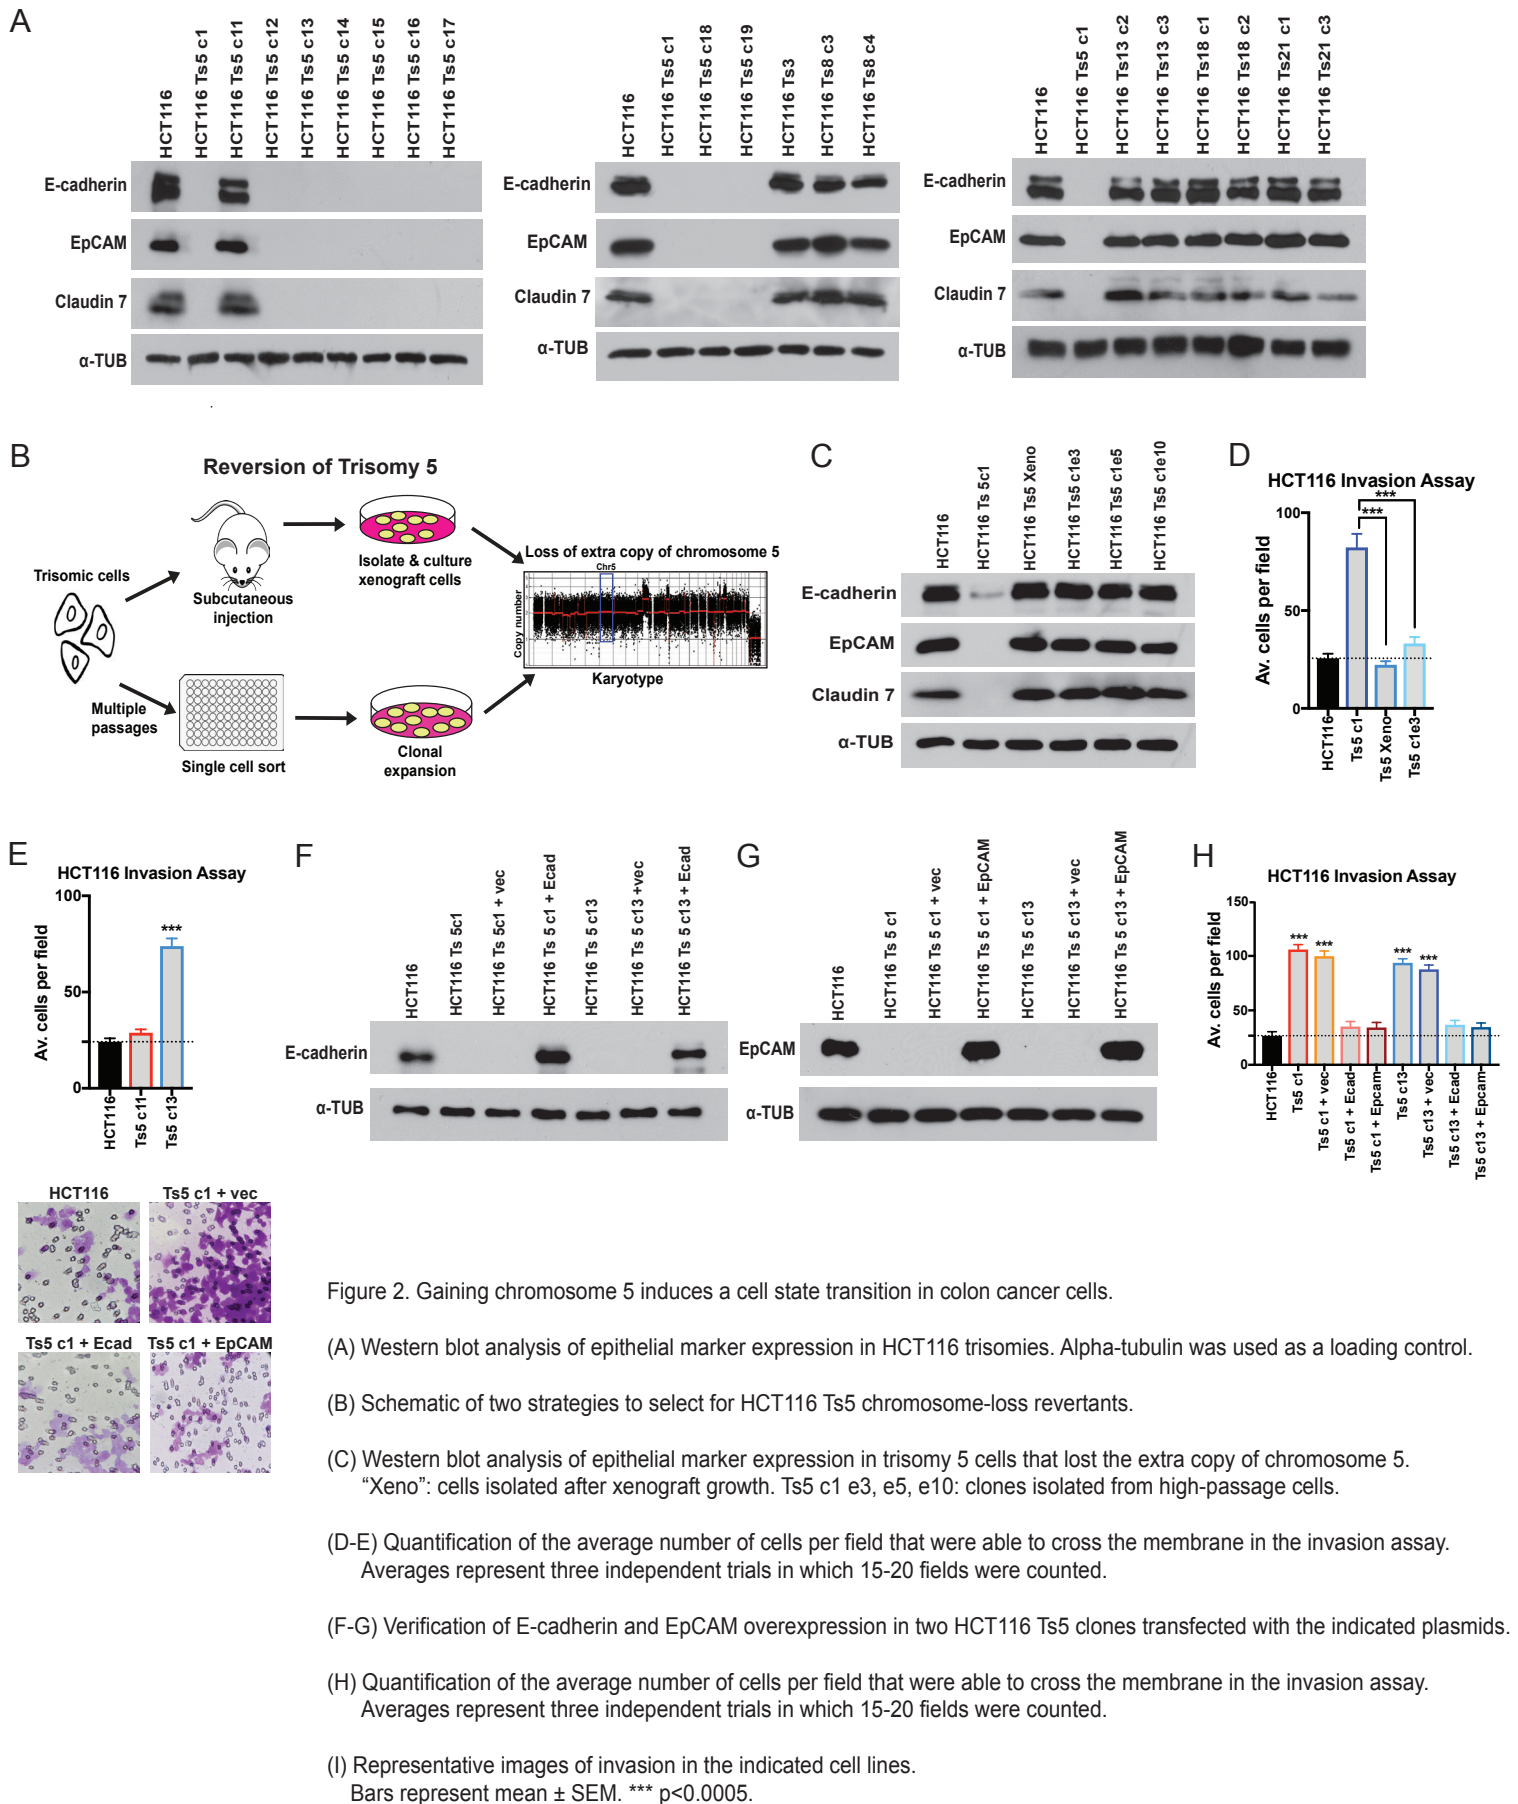 A
HCT116
HCT116 Ts5 c1
HCT116 Ts5 c11
HCT116 Ts5 c12
HCT116 Ts5 c13
HCT116 Ts5 c14
HCT116 Ts5 c15
HCT116 Ts5 c16
HCT116 Ts5 c17
E-cadherin
EpCAM
Claudin 7
α-TUB
HCT116
HCT116 Ts5 c1
HCT116 Ts5 c18
HCT116 Ts5 c19
HCT116 Ts3
HCT116 Ts8 c3
HCT116 Ts8 c4
E-cadherin
EpCAM
Claudin 7
α-TUB
HCT116
HCT116 Ts5 c1
HCT116 Ts13 c2
HCT116 Ts13 c3
HCT116 Ts18 c1
HCT116 Ts18 c2
HCT116 Ts21 c1
HCT116 Ts21 c3
E-cadherin
EpCAM
Claudin 7
α-TUB
B
Reversion of Trisomy 5
Trisomic cells
Subcutaneous
injection
Isolate & culture
xenograft cells
Multiple
passages
Single cell sort
Clonal
expansion
Loss of extra copy of chromosome 5
Chr5
Copy number
Karyotype
C
HCT116
HCT116 Ts 5c1
HCT116 Ts5 Xeno
HCT116 Ts5 c1e3
HCT116 Ts5 c1e5
HCT116 Ts5 c1e10
E-cadherin
EpCAM
Claudin 7
α-TUB
D
HCT116 Invasion Assay
Av. cells per field
100
50
0
***
***
HCT116
Ts5 c1
Ts5 Xeno
Ts5 c1e3
E
HCT116 Invasion Assay
Av. cells per field
100
50
0
***
HCT116
Ts5 c11
Ts5 c13
F
HCT116
HCT116 Ts 5c1
HCT116 Ts 5c1 + vec
HCT116 Ts 5 c1 + Ecad
HCT116 Ts 5 c13
HCT116 Ts 5 c13 +vec
HCT116 Ts 5 c13 + Ecad
E-cadherin
α-TUB
G
HCT116
HCT116 Ts 5 c1
HCT116 Ts 5 c1 + vec
HCT116 Ts 5 c1 + EpCAM
HCT116 Ts 5 c13
HCT116 Ts 5 c13 + vec
HCT116 Ts 5 c13 + EpCAM
EpCAM
α-TUB
H
HCT116 Invasion Assay
Av. cells per field
150
100
50
0
***
***
***
***
HCT116
Ts5 c1
Ts5 c1 + vec
Ts5 c1 + Ecad
Ts5 c1 + Epcam
Ts5 c13
Ts5 c13 + vec
Ts5 c13 + Ecad
Ts5 c13 + Epcam
HCT116
Ts5 c1 + vec
Ts5 c1 + Ecad
Ts5 c1 + EpCAM
Figure 2. Gaining chromosome 5 induces a cell state transition in colon cancer cells.
(A) Western blot analysis of epithelial marker expression in HCT116 trisomies. Alpha-tubulin was used as a loading control.
(B) Schematic of two strategies to select for HCT116 Ts5 chromosome-loss revertants.
(C) Western blot analysis of epithelial marker expression in trisomy 5 cells that lost the extra copy of chromosome 5.
“Xeno”: cells isolated after xenograft growth. Ts5 c1 e3, e5, e10: clones isolated from high-passage cells.
(D-E) Quantification of the average number of cells per field that were able to cross the membrane in the invasion assay.
Averages represent three independent trials in which 15-20 fields were counted.
(F-G) Verification of E-cadherin and EpCAM overexpression in two HCT116 Ts5 clones transfected with the indicated plasmids.
(H) Quantification of the average number of cells per field that were able to cross the membrane in the invasion assay.
Averages represent three independent trials in which 15-20 fields were counted.
(I) Representative images of invasion in the indicated cell lines.
Bars represent mean ± SEM. *** p<0.0005.